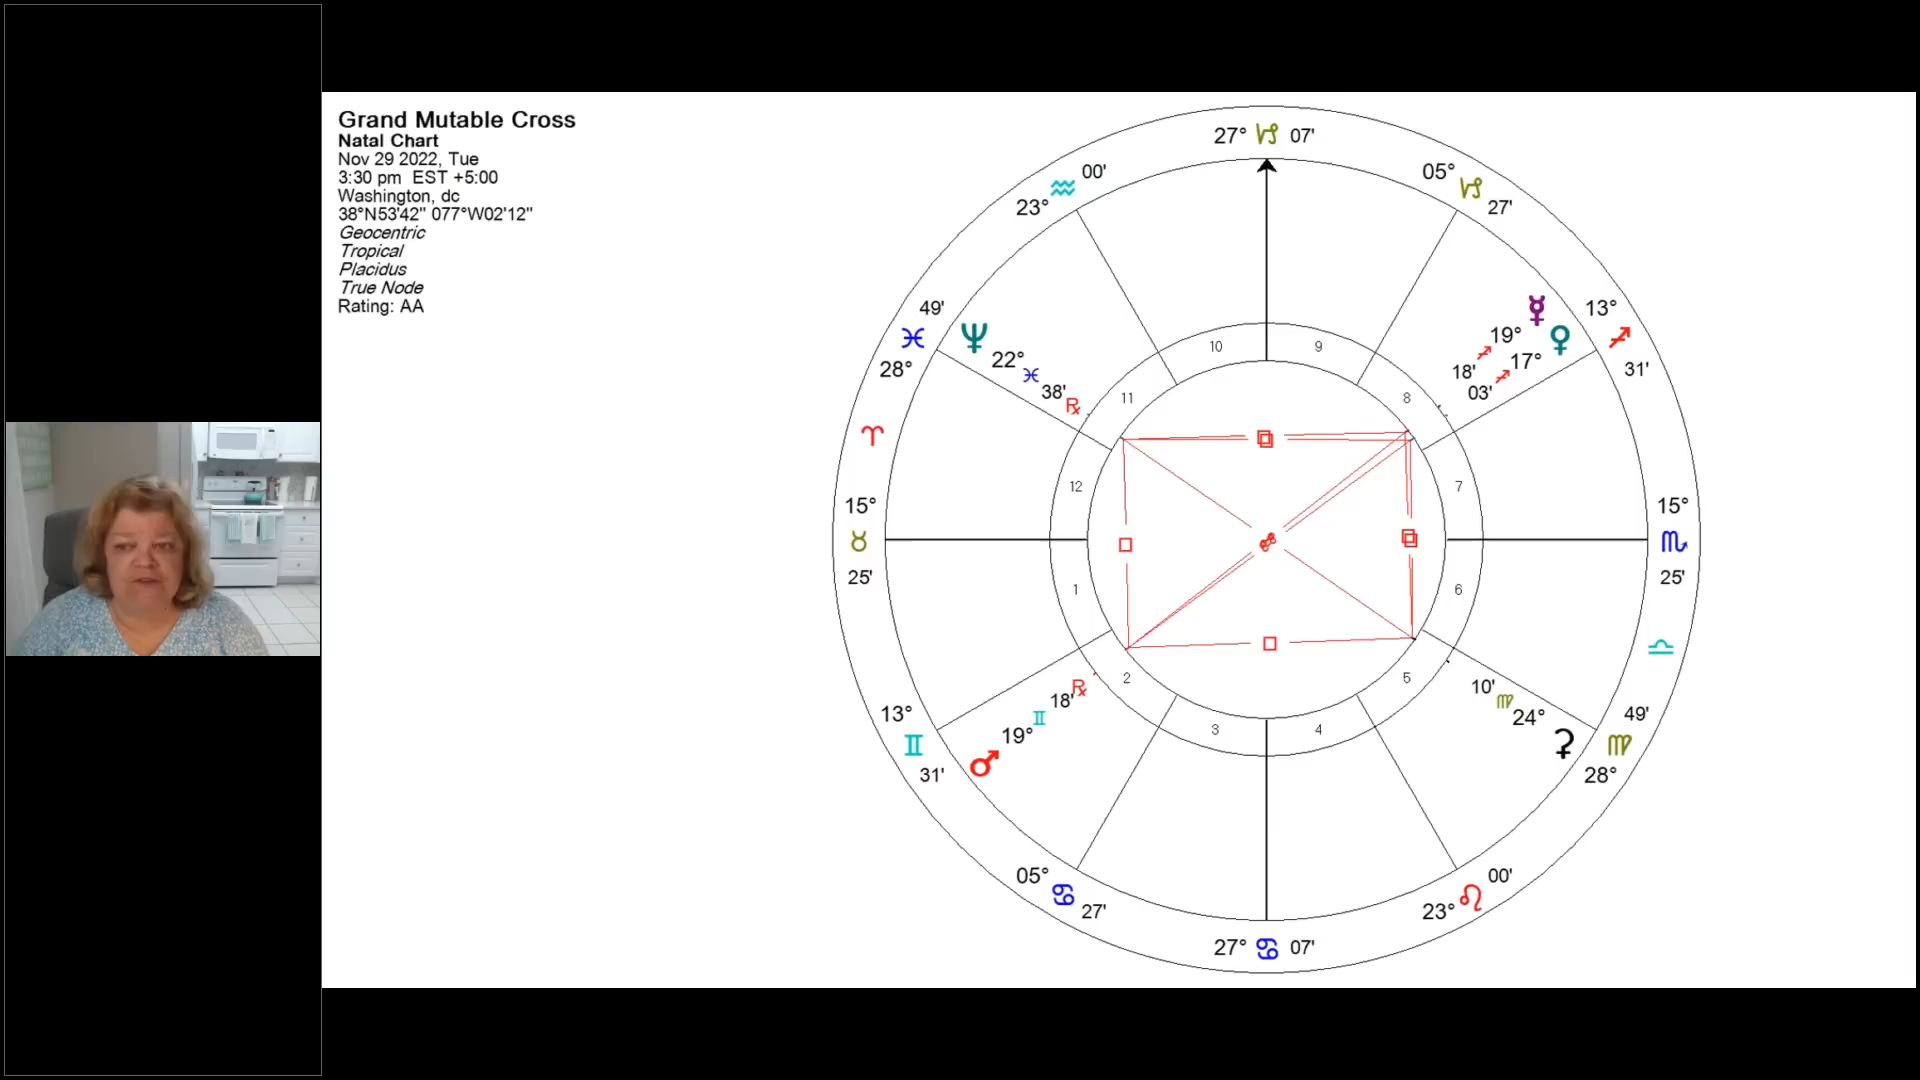 Grand Mutable Cross
Natal Chart
Nov 29 2022, Tue
3:30 pm EST +5:00
Washington, dc
38°N53'42" 077°W02'12"
Geocentric
Tropical
Placidus
True Node
Rating: AA
27° ♑ 07'
05° ♑ 27'
23° ♒ 00'
13° ♐ 31'
49' ♓ 28°
♆ 22° ♓ 38' ℞
☿ 19° ♐ 18'
♀ 17° ♐ 03'
10 9
11 8
♈
12 7
15° ♉ 25'
15° ♏ 25'
1 6
♎
2 5
3 4
♂ 19° ♊ 18' ℞
10' ♍ 24° ⚳
13° ♊ 31'
49' ♍ 28°
05° ♋ 27'
23° ♌ 00'
27° ♋ 07'